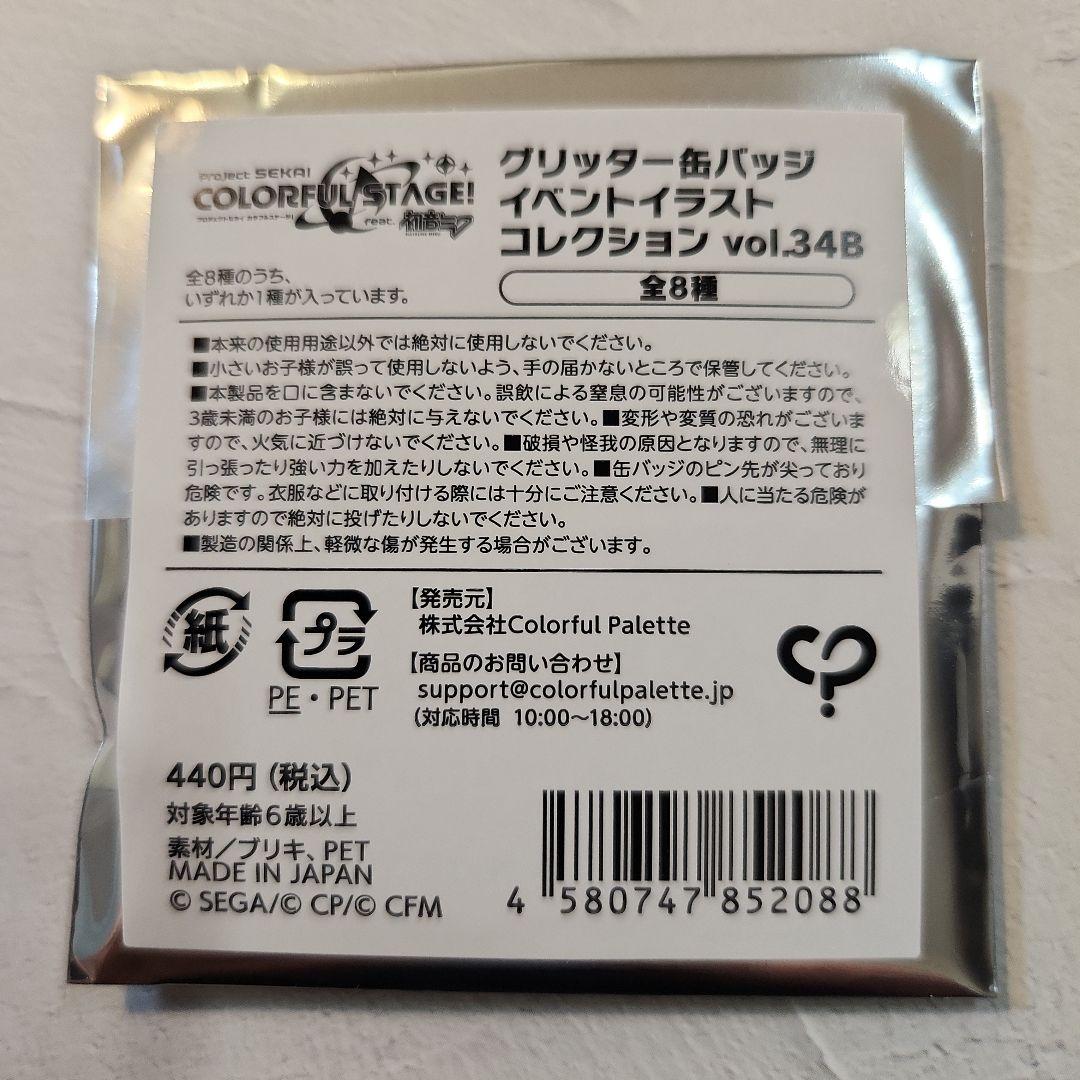 project SEKAI
COLORFUL STAGE!
プロジェクトセカイ カラフルステージ!
feat. 初音ミク
HATSUNE MIKU
グリッター缶バッジ
イベントイラスト
コレクション vol.34B
全8種
全8種のうち、
いずれか1種が入っています。
■本来の使用用途以外では絶対に使用しないでください。
■小さいお子様が誤って使用しないよう、手の届かないところで保管してください。
■本製品を口に含まないでください。誤飲による窒息の可能性がございますので、
3歳未満のお子様には絶対に与えないでください。■変形や変質の恐れがございま
すので、火気に近づけないでください。■破損や怪我の原因となりますので、無理に
引っ張ったり強い力を加えたりしないでください。■缶バッジのピン先が尖っており
危険です。衣服などに取り付ける際には十分にご注意ください。■人に当たる危険が
ありますので絶対に投げたりしないでください。
■製造の関係上、軽微な傷が発生する場合がございます。
紙
プラ
PE・PET
【発売元】
株式会社Colorful Palette
【商品のお問い合わせ】
support@colorfulpalette.jp
(対応時間 10:00〜18:00)
440円(税込)
対象年齢6歳以上
素材/ブリキ、PET
MADE IN JAPAN
© SEGA/© CP/© CFM
4 580747 852088